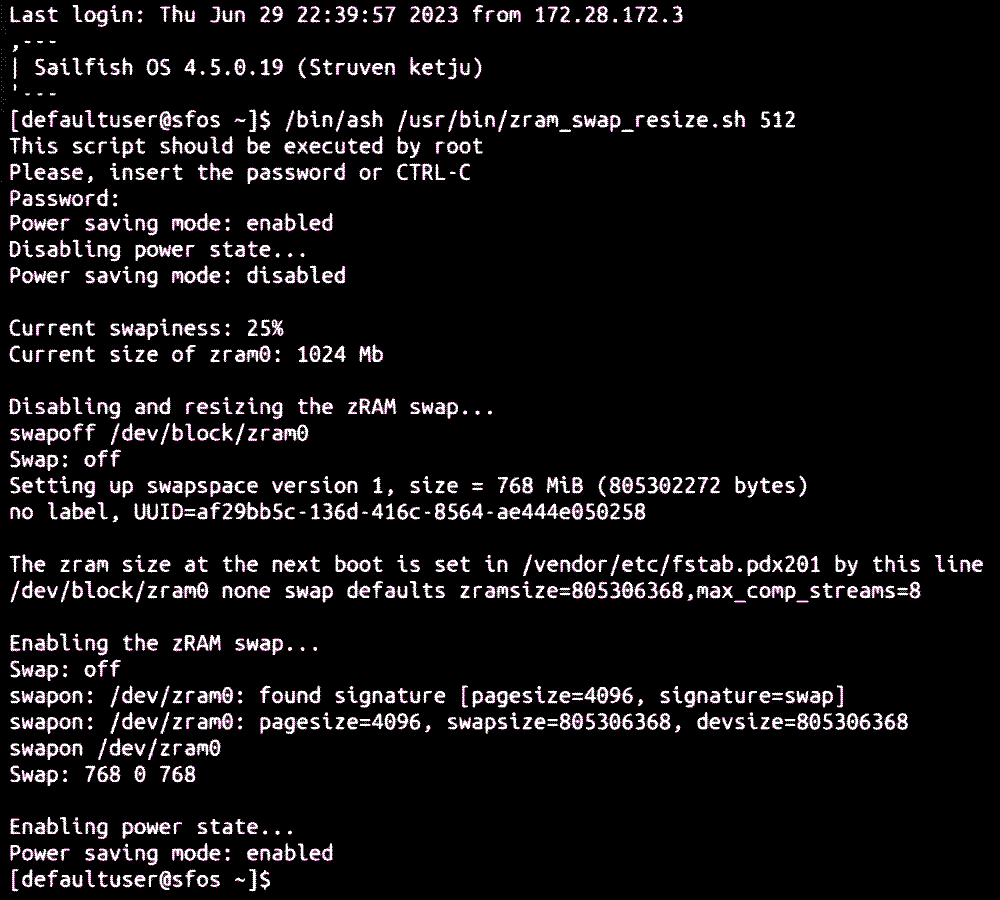 Last login: Thu Jun 29 22:39:57 2023 from 172.28.172.3
,---
| Sailfish OS 4.5.0.19 (Struven ketju)
'---
[defaultuser@sfos ~]$ /bin/ash /usr/bin/zram_swap_resize.sh 512
This script should be executed by root
Please, insert the password or CTRL-C
Password:
Power saving mode: enabled
Disabling power state...
Power saving mode: disabled
Current swapiness: 25%
Current size of zram0: 1024 Mb
Disabling and resizing the zRAM swap...
swapoff /dev/block/zram0
Swap: off
Setting up swapspace version 1, size = 768 MiB (805302272 bytes)
no label, UUID=af29bb5c-136d-416c-8564-ae444e050258
The zram size at the next boot is set in /vendor/etc/fstab.pdx201 by this line
/dev/block/zram0 none swap defaults zramsize=805306368,max_comp_streams=8
Enabling the zRAM swap...
Swap: off
swapon: /dev/zram0: found signature [pagesize=4096, signature=swap]
swapon: /dev/zram0: pagesize=4096, swapsize=805306368, devsize=805306368
swapon /dev/zram0
Swap: 768 0 768
Enabling power state...
Power saving mode: enabled
[defaultuser@sfos ~]$